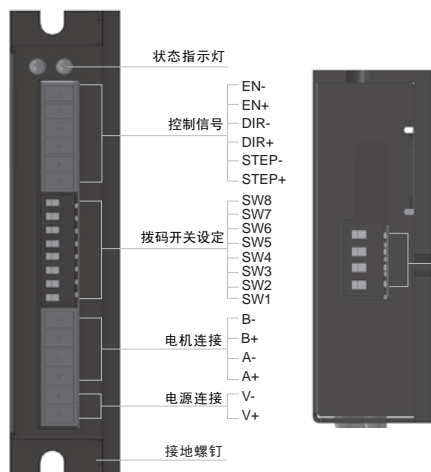 状态指示灯
控制信号
EN-
EN+
DIR-
DIR+
STEP-
STEP+
拨码开关设定
SW8
SW7
SW6
SW5
SW4
SW3
SW2
SW1
电机连接
B-
B+
A-
A+
电源连接
V-
V+
接地螺钉